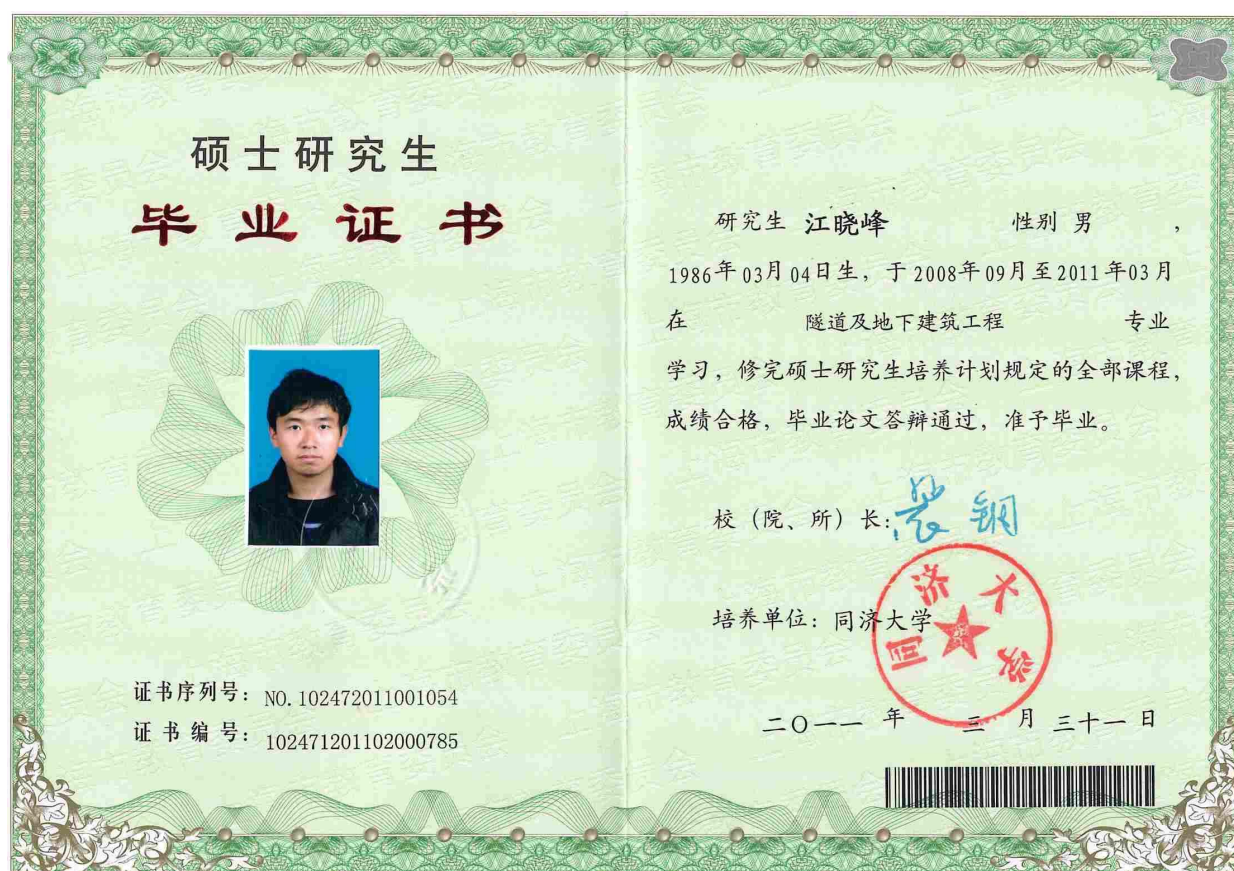 硕士研究生
毕业证书
证书序列号: NO.102472011001054
证书编号: 102471201102000785
研究生 江晓峰 性别 男 ,
1986年03月04日生, 于2008年09月至2011年03月
在 隧道及地下建筑工程 专业
学习, 修完硕士研究生培养计划规定的全部课程,
成绩合格, 毕业论文答辩通过, 准予毕业。
校(院、所)长: 裴钢
培养单位: 同济大学
同济大学
二〇一一 年 三 月 三十一 日